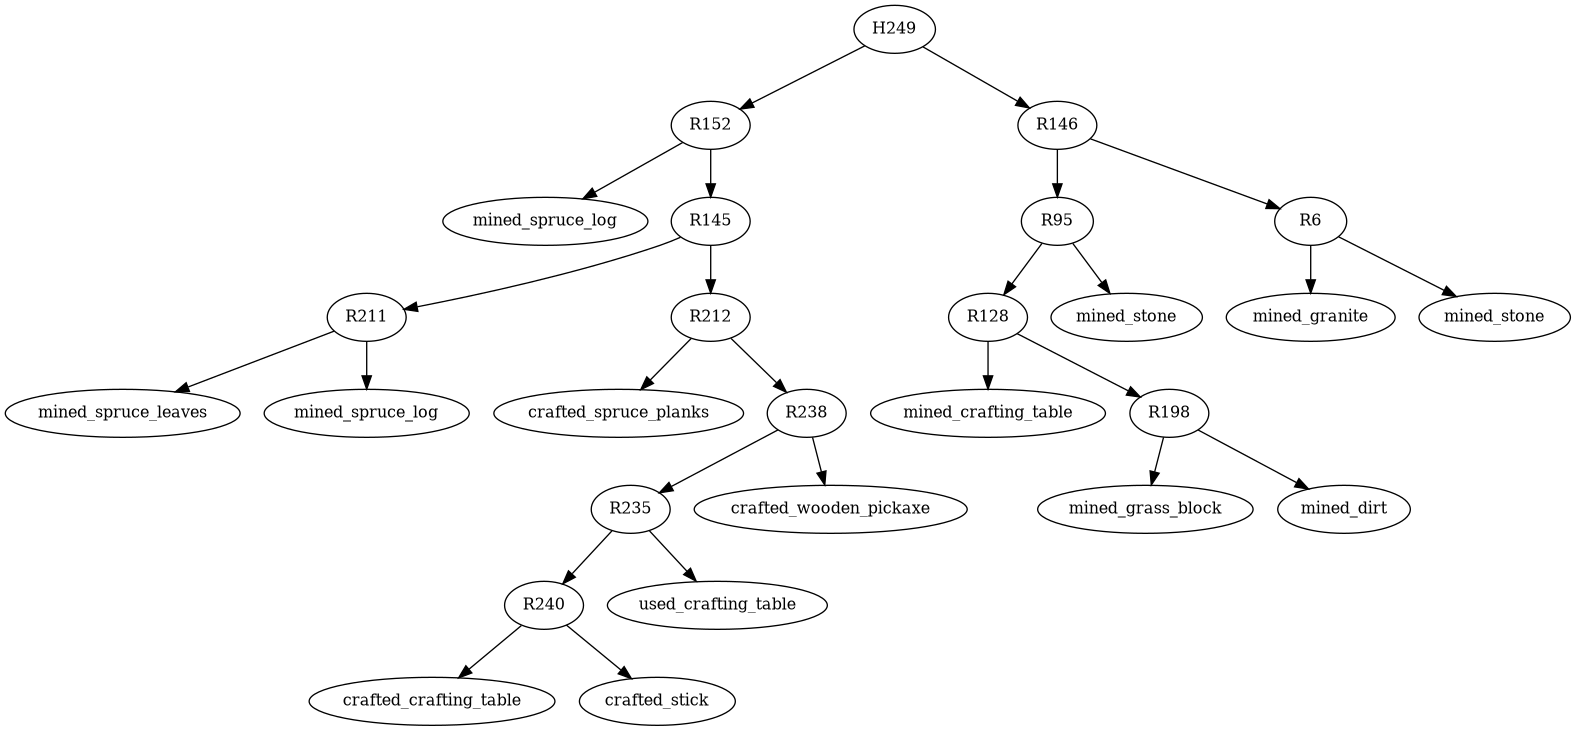 H249
R152
R146
mined_spruce_log
R145
R95
R6
R211
R212
R128
mined_stone
mined_granite
mined_stone
mined_spruce_leaves
mined_spruce_log
crafted_spruce_planks
R238
mined_crafting_table
R198
R235
crafted_wooden_pickaxe
mined_grass_block
mined_dirt
R240
used_crafting_table
crafted_crafting_table
crafted_stick